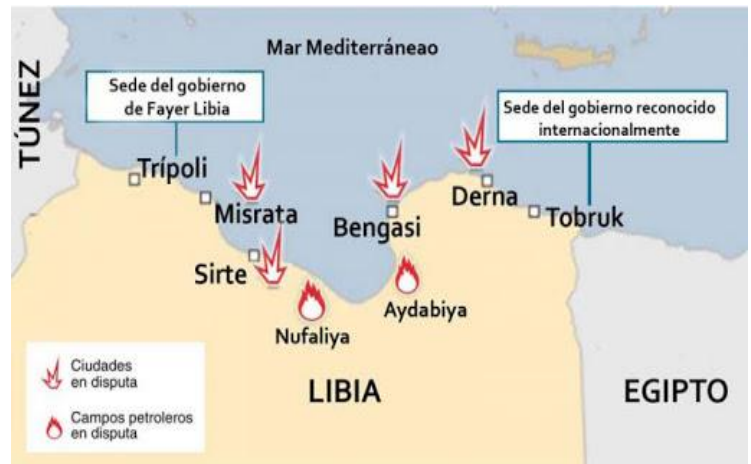 Mar Mediterráneao
TÚNEZ
Sede del gobierno
de Fayer Libia
Sede del gobierno reconocido
internacionalmente
Trípoli
Misrata
Sirte
Bengasi
Derna
Tobruk
Nufaliya
Aydabiya
LIBIA
EGIPTO
Ciudades
en disputa
Campos petroleros
en disputa